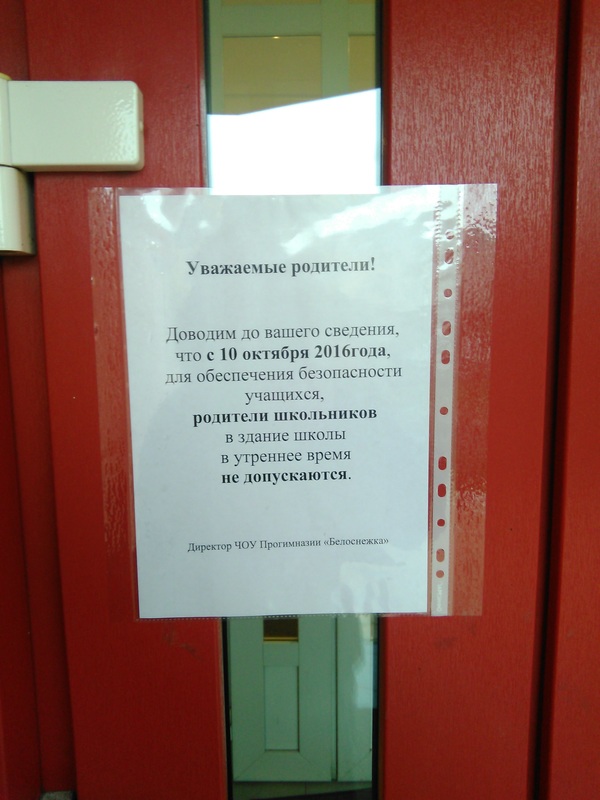 Уважаемые родители!
Доводим до вашего сведения,
что с 10 октября 2016года,
для обеспечения безопасности
учащихся,
родители школьников
в здание школы
в утреннее время
не допускаются.
Директор ЧОУ Прогимназии «Белоснежка»